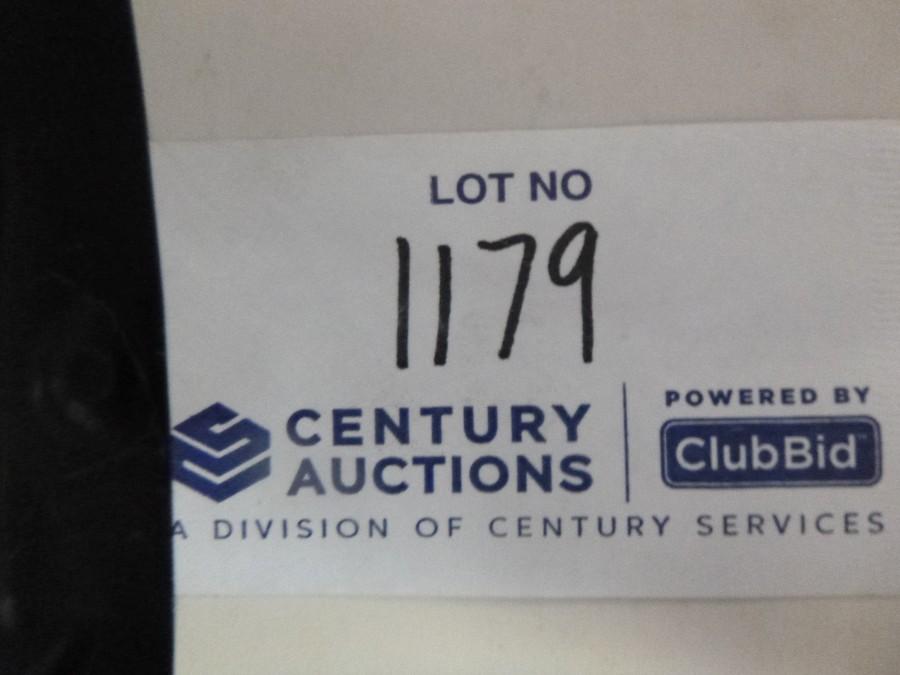 LOT NO
1179
CENTURY
AUCTIONS
POWERED BY
ClubBid
A DIVISION OF CENTURY SERVICES